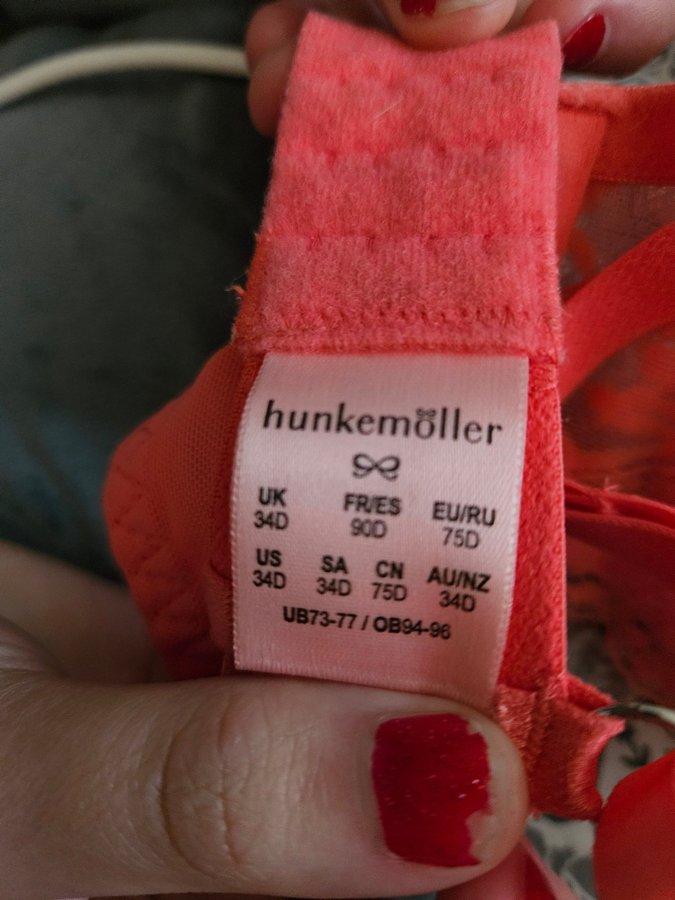 hunkemöller
UK FR/ES EU/RU
34D 90D 75D
US SA CN AU/NZ
34D 34D 75D 34D
UB73-77 / OB94-96